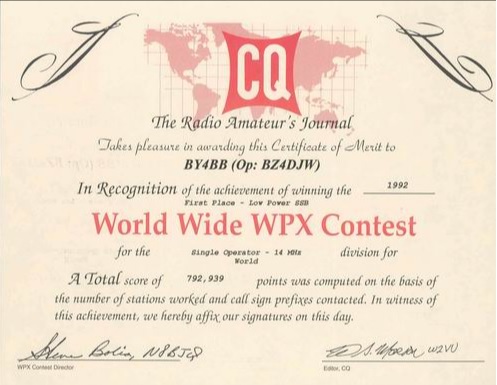 CQ
The Radio Amateur's Journal
Takes pleasure in awarding this Certificate of Merit to
BY4BB (Op: BZ4DJW)
In Recognition of the achievement of winning the 1992
First Place - Low Power SSB
World Wide WPX Contest
for the Single Operator - 14 MHz division for
World
A Total score of 792,939 points was computed on the basis of
the number of stations worked and call sign prefixes contacted. In witness of
this achievement, we hereby affix our signatures on this day.
Steve Bolia, N8BJQ
W2VU
WPX Contest Director
Editor, CQ